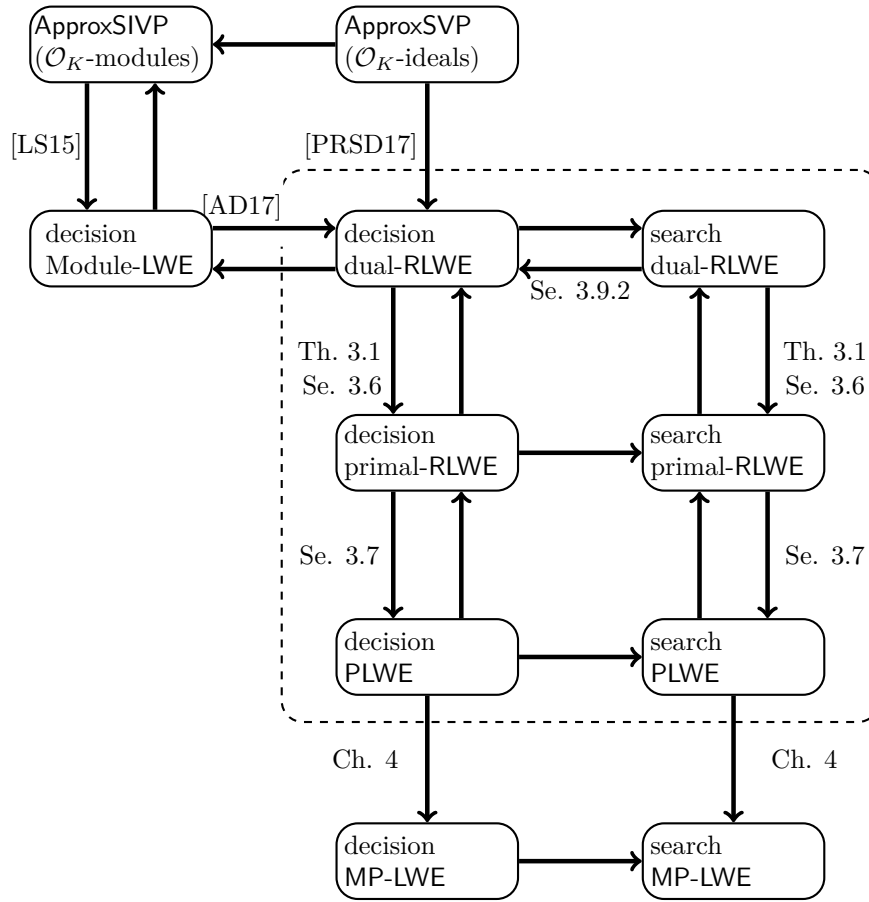 ApproxSIVP
(𝒪_K-modules)
ApproxSVP
(𝒪_K-ideals)
[LS15]
[PRSD17]
[AD17]
decision
Module-LWE
decision
dual-RLWE
search
dual-RLWE
Se. 3.9.2
Th. 3.1
Se. 3.6
Th. 3.1
Se. 3.6
decision
primal-RLWE
search
primal-RLWE
Se. 3.7
Se. 3.7
decision
PLWE
search
PLWE
Ch. 4
Ch. 4
decision
MP-LWE
search
MP-LWE